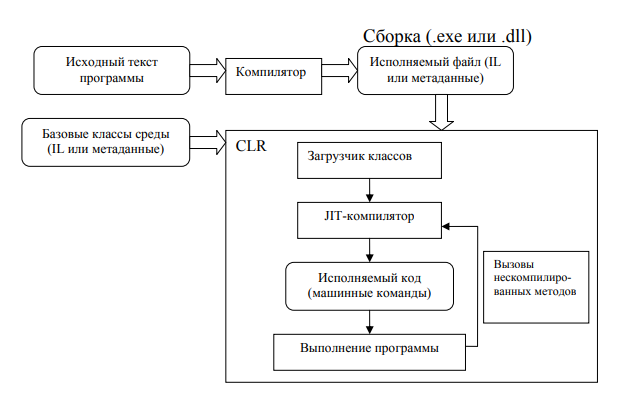 Сборка (.exe или .dll)
Исходный текст
программы
Компилятор
Исполняемый файл (IL
или метаданные)
Базовые классы среды
(IL или метаданные)
CLR
Загрузчик классов
JIT-компилятор
Вызовы
нескомпилиро-
ванных методов
Исполняемый код
(машинные команды)
Выполнение программы